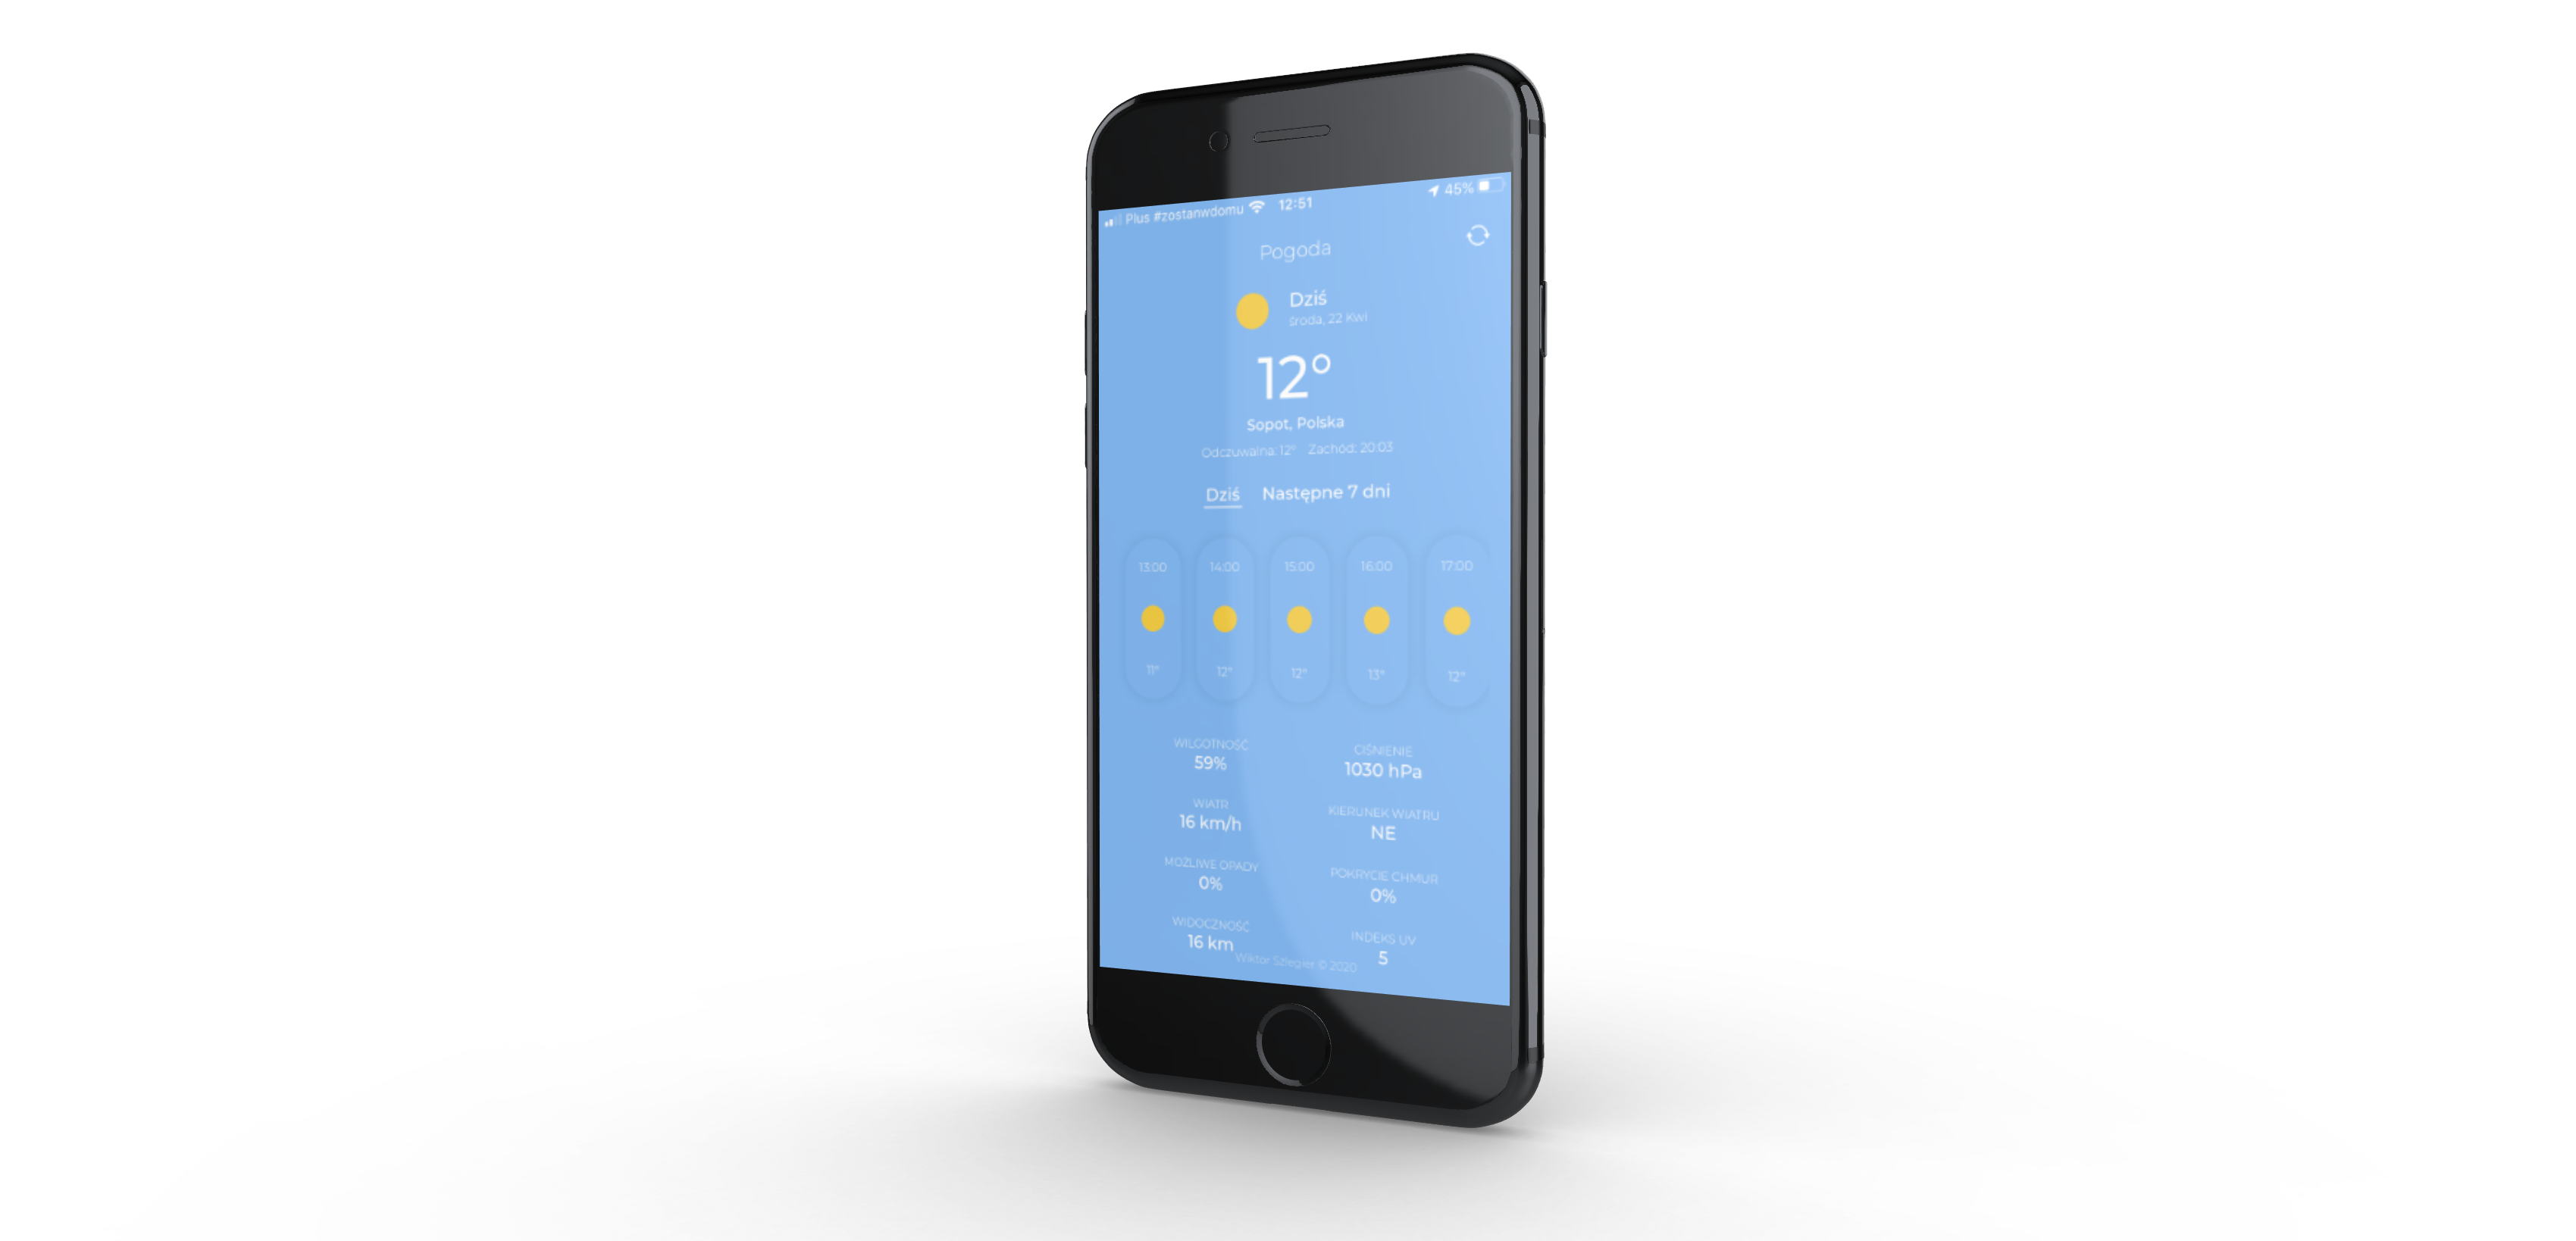 Plus #zostanwdomu 12:51 45%
Pogoda
Dziś
środa, 22 Kwi
12°
Sopot, Polska
Odczuwalna: 12° Zachód: 20:03
Dziś Następne 7 dni
13:00 14:00 15:00 16:00 17:00
11° 12° 12° 13° 12°
WILGOTNOŚĆ CIŚNIENIE
59% 1030 hPa
WIATR KIERUNEK WIATRU
16 km/h NE
MOŻLIWE OPADY POKRYCIE CHMUR
0% 0%
WIDOCZNOŚĆ INDEKS UV
16 km 5
Wiktor Szlegier © 2020